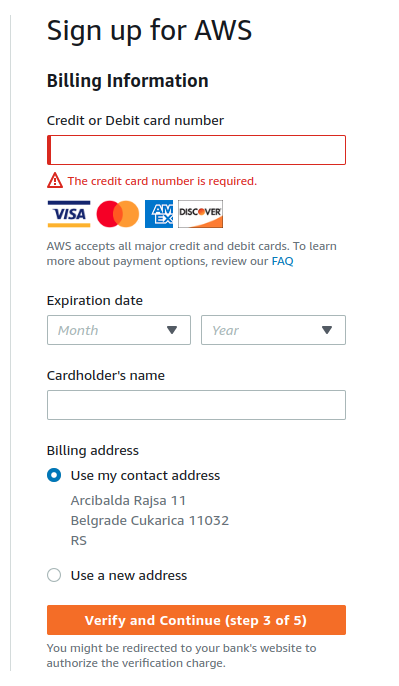 Sign up for AWS
Billing Information
Credit or Debit card number
The credit card number is required.
VISA AM EX DISCOVER
AWS accepts all major credit and debit cards. To learn
more about payment options, review our FAQ
Expiration date
Month Year
Cardholder's name
Billing address
Use my contact address
Arcibalda Rajsa 11
Belgrade Cukarica 11032
RS
Use a new address
Verify and Continue (step 3 of 5)
You might be redirected to your bank's website to
authorize the verification charge.